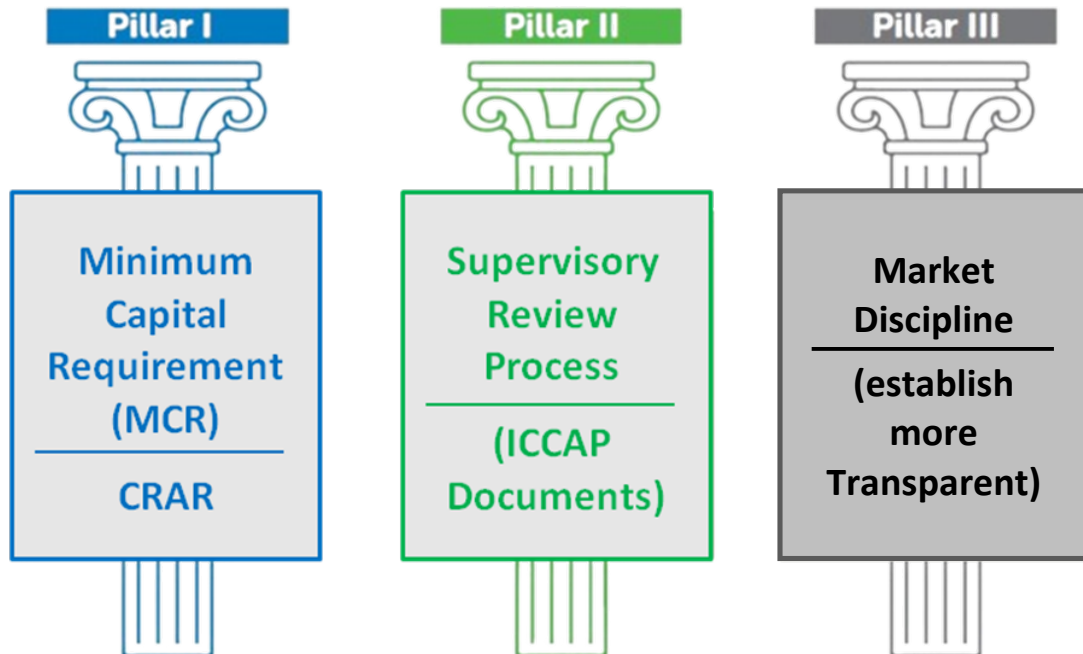 Pillar I
Minimum
Capital
Requirement
(MCR)
CRAR
Pillar II
Supervisory
Review
Process
(ICCAP
Documents)
Pillar III
Market
Discipline
(establish
more
Transparent)